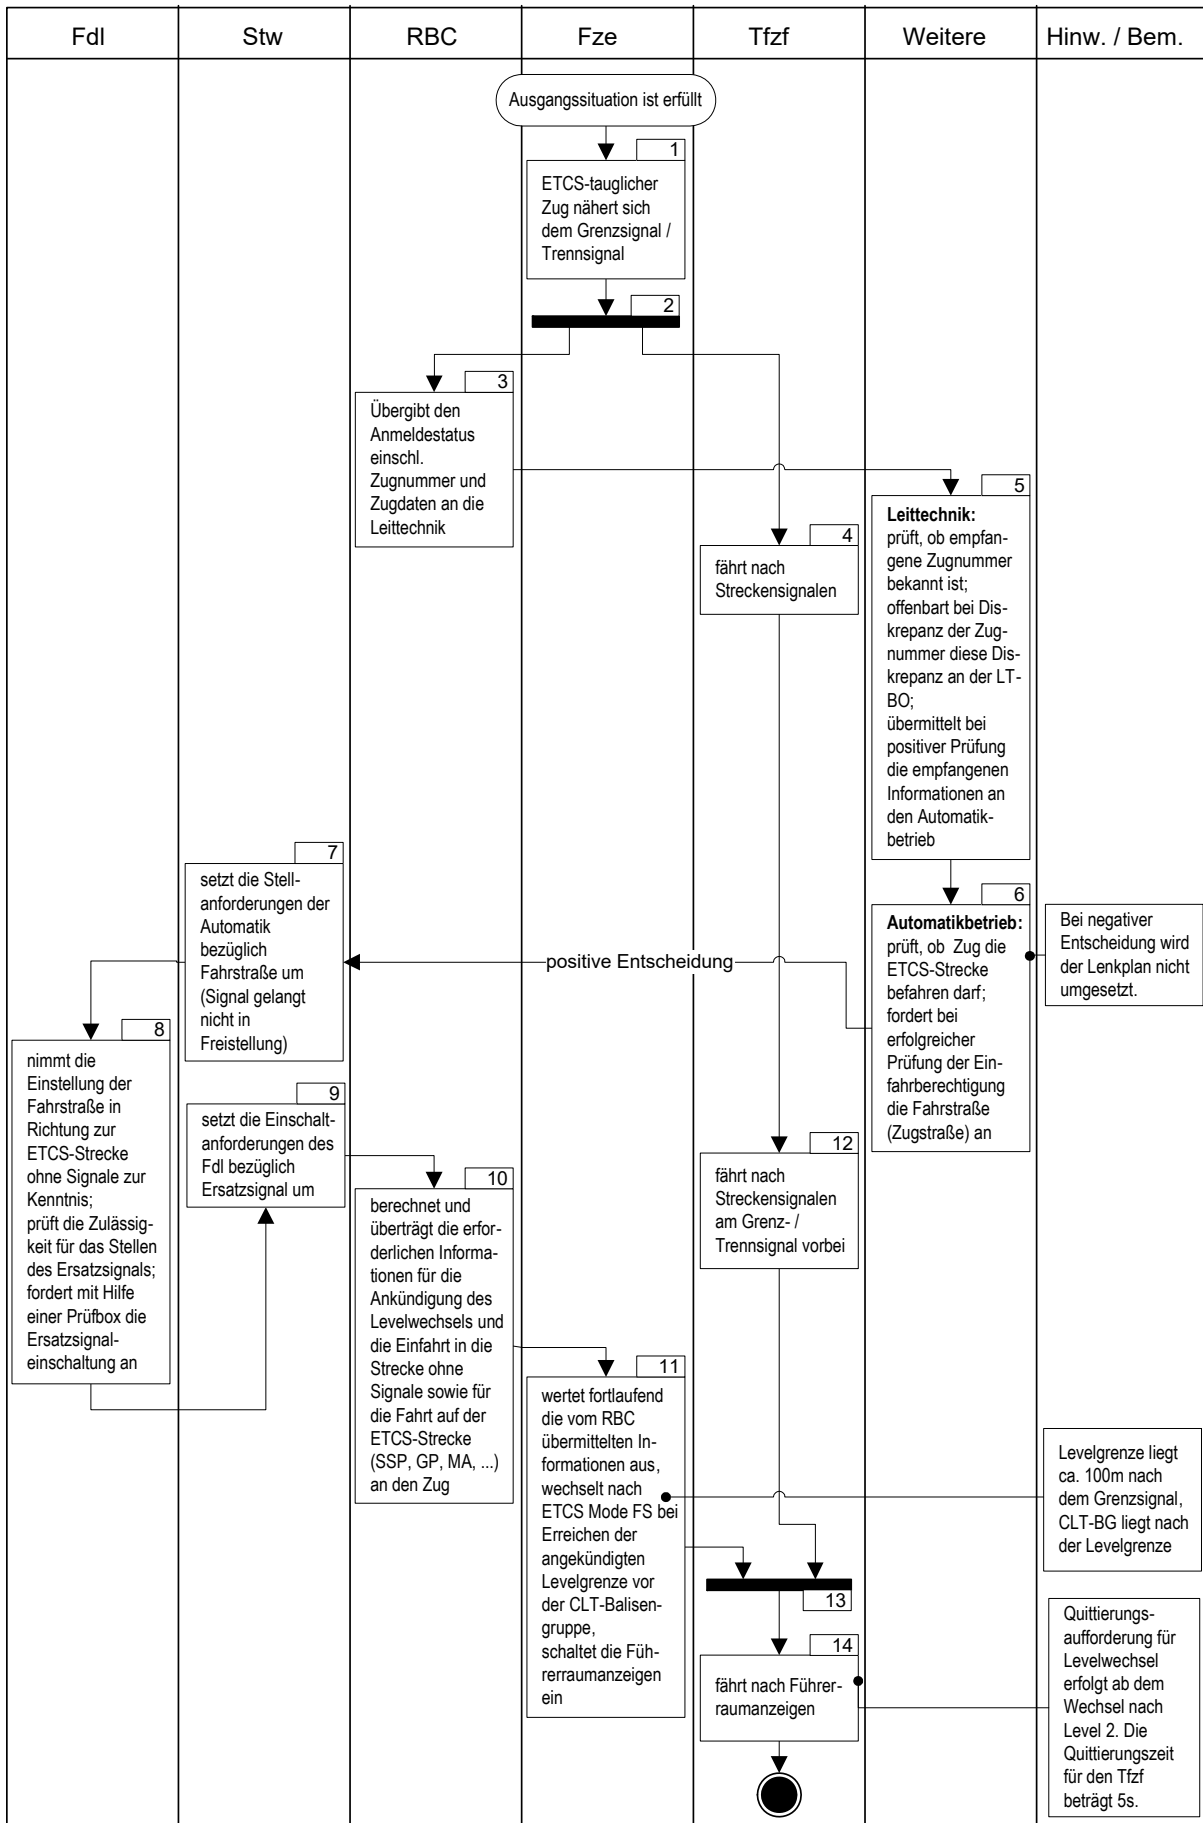 Fdl
Stw
RBC
Fze
Tfzf
Weitere
Hinw. / Bem.
Ausgangssituation ist erfüllt
1
ETCS-tauglicher
Zug nähert sich
dem Grenzsignal /
Trennsignal
2
3
Übergibt den
Anmeldestatus
einschl.
Zugnummer und
Zugdaten an die
Leittechnik
4
fährt nach
Streckensignalen
5
Leittechnik:
prüft, ob empfan-
gene Zugnummer
bekannt ist;
offenbart bei Dis-
krepanz der Zug-
nummer diese Dis-
krepanz an der LT-
BO;
übermittelt bei
positiver Prüfung
die empfangenen
Informationen an
den Automatik-
betrieb
6
Automatikbetrieb:
prüft, ob  Zug die
ETCS-Strecke
befahren darf;
fordert bei
erfolgreicher
Prüfung der Ein-
fahrberechtigung
die Fahrstraße
(Zugstraße) an
Bei negativer
Entscheidung wird
der Lenkplan nicht
umgesetzt.
positive Entscheidung
7
setzt die Stell-
anforderungen der
Automatik
bezüglich
Fahrstraße um
(Signal gelangt
nicht in
Freistellung)
8
nimmt die
Einstellung der
Fahrstraße in
Richtung zur
ETCS-Strecke
ohne Signale zur
Kenntnis;
prüft die Zulässig-
keit für das Stellen
des Ersatzsignals;
fordert mit Hilfe
einer Prüfbox die
Ersatzsignal-
einschaltung an
9
setzt die Einschalt-
anforderungen des
Fdl bezüglich
Ersatzsignal um
10
berechnet und
überträgt die erfor-
derlichen Informa-
tionen für die
Ankündigung des
Levelwechsels und
die Einfahrt in die
Strecke ohne
Signale sowie für
die Fahrt auf der
ETCS-Strecke
(SSP, GP, MA, ...)
an den Zug
11
wertet fortlaufend
die vom RBC
übermittelten In-
formationen aus,
wechselt nach
ETCS Mode FS bei
Erreichen der
angekündigten
Levelgrenze vor
der CLT-Balisen-
gruppe,
schaltet die Füh-
rerraumanzeigen
ein
12
fährt nach
Streckensignalen
am Grenz- /
Trennsignal vorbei
Levelgrenze liegt
ca. 100m nach
dem Grenzsignal,
CLT-BG liegt nach
der Levelgrenze
13
14
fährt nach Führer-
raumanzeigen
Quittierungs-
aufforderung für
Levelwechsel
erfolgt ab dem
Wechsel nach
Level 2. Die
Quittierungszeit
für den Tfzf
beträgt 5s.